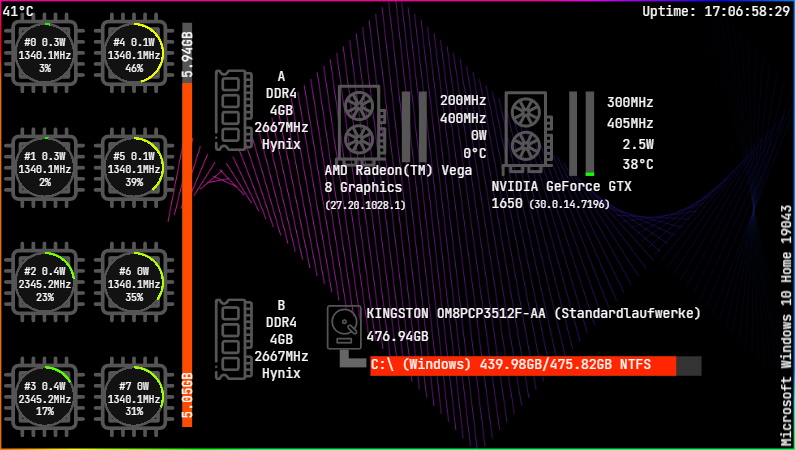 41°C
Uptime: 17:06:58:29
#0 0.3W
1340.1MHz
3%
#4 0.1W
1340.1MHz
46%
#1 0.3W
1340.1MHz
2%
#5 0.1W
1340.1MHz
39%
#2 0.4W
2345.2MHz
23%
#6 0W
1340.1MHz
35%
#3 0.4W
2345.2MHz
17%
#7 0W
1340.1MHz
31%
5.94GB
5.05GB
A
DDR4
4GB
2667MHz
Hynix
B
DDR4
4GB
2667MHz
Hynix
200MHz
400MHz
0W
0°C
AMD Radeon(TM) Vega
8 Graphics
(27.20.1028.1)
300MHz
405MHz
2.5W
38°C
NVIDIA GeForce GTX
1650 (30.0.14.7196)
KINGSTON OM8PCP3512F-AA (Standardlaufwerke)
476.94GB
C:\ (Windows) 439.98GB/475.82GB NTFS
Microsoft Windows 10 Home 19043